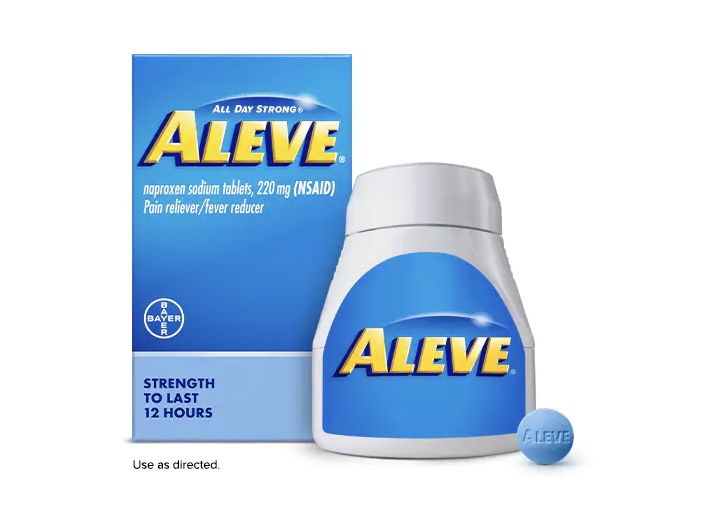 ALL DAY STRONG®
ALEVE®
naproxen sodium tablets, 220 mg (NSAID)
Pain reliever/fever reducer
BAYER
BAYER
STRENGTH
TO LAST
12 HOURS
ALEVE®
ALEVE
Use as directed.